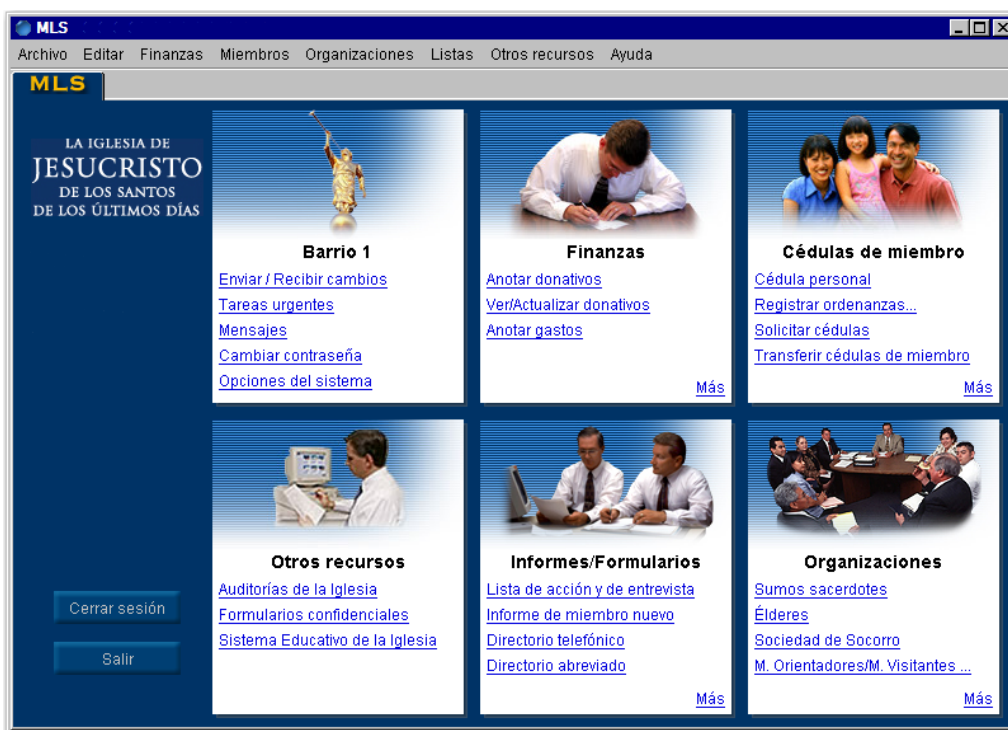 MLS
Archivo Editar Finanzas Miembros Organizaciones Listas Otros recursos Ayuda
MLS
LA IGLESIA DE
JESUCRISTO
DE LOS SANTOS
DE LOS ÚLTIMOS DÍAS
Barrio 1
Enviar / Recibir cambios
Tareas urgentes
Mensajes
Cambiar contraseña
Opciones del sistema
Finanzas
Anotar donativos
Ver/Actualizar donativos
Anotar gastos
Más
Cédulas de miembro
Cédula personal
Registrar ordenanzas...
Solicitar cédulas
Transferir cédulas de miembro
Más
Otros recursos
Auditorías de la Iglesia
Formularios confidenciales
Sistema Educativo de la Iglesia
Informes/Formularios
Lista de acción y de entrevista
Informe de miembro nuevo
Directorio telefónico
Directorio abreviado
Más
Organizaciones
Sumos sacerdotes
Élderes
Sociedad de Socorro
M. Orientadores/M. Visitantes ...
Más
Cerrar sesión
Salir